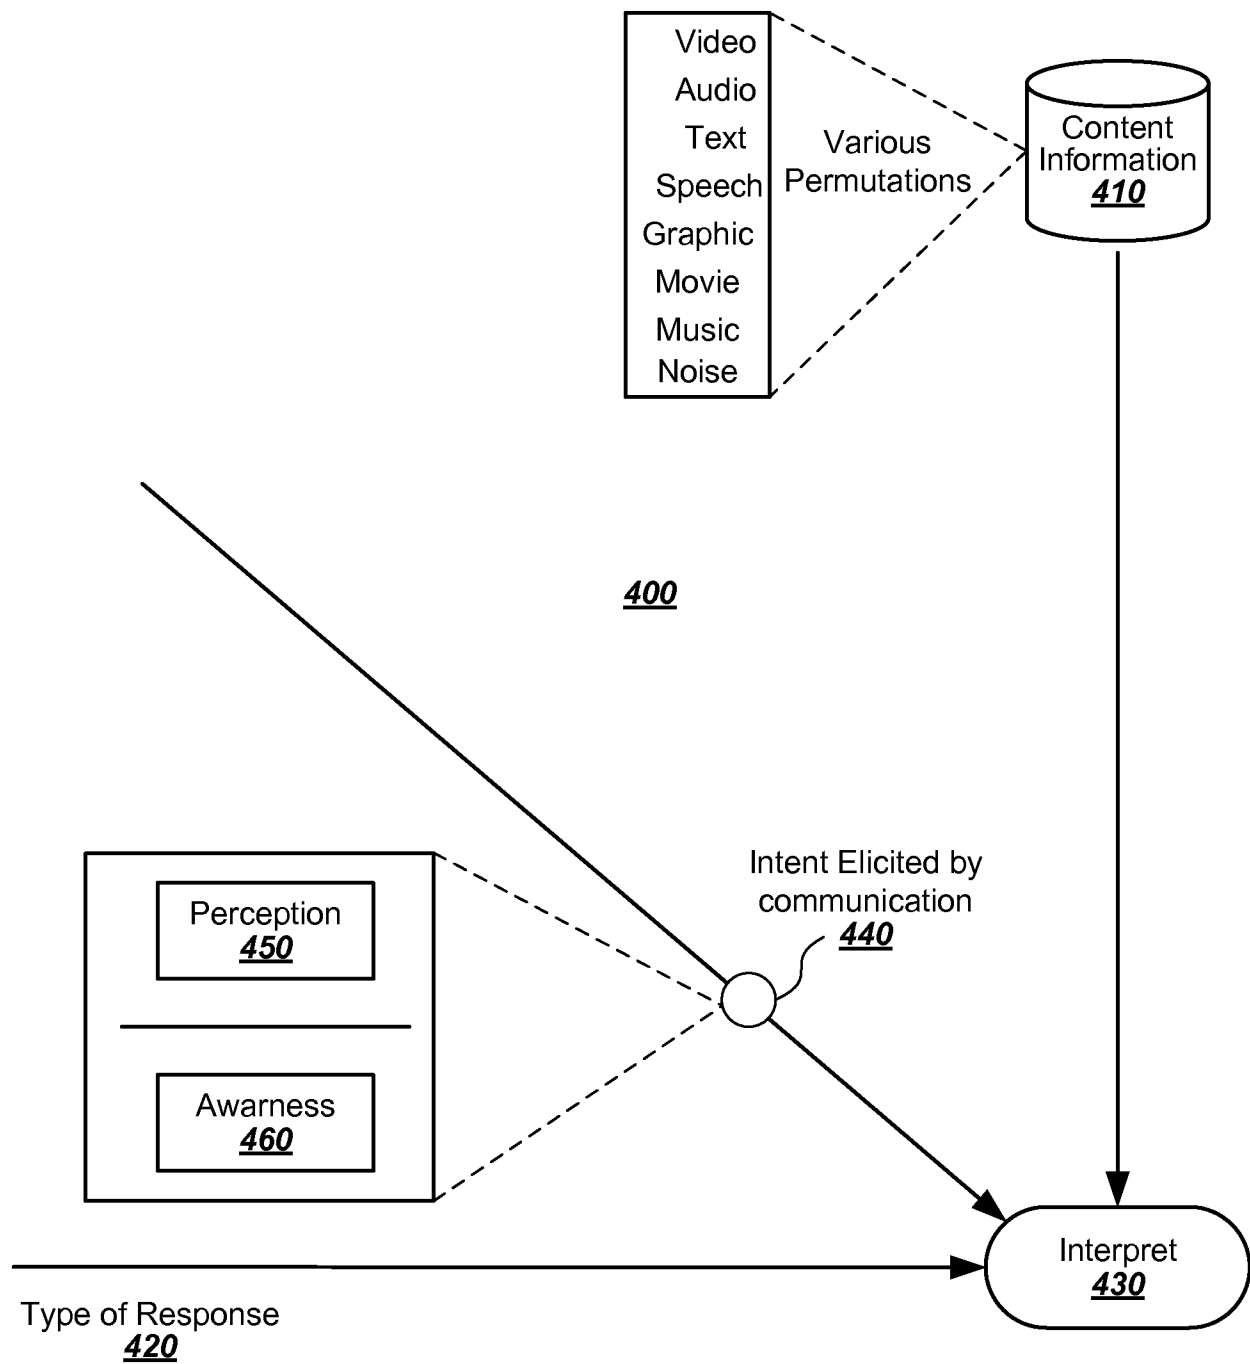 Video
Audio
Text
Speech
Graphic
Movie
Music
Noise
Various
Permutations
Content
Information
410
400
Intent Elicited by
communication
440
Perception
450
Awarness
460
Interpret
430
Type of Response
420